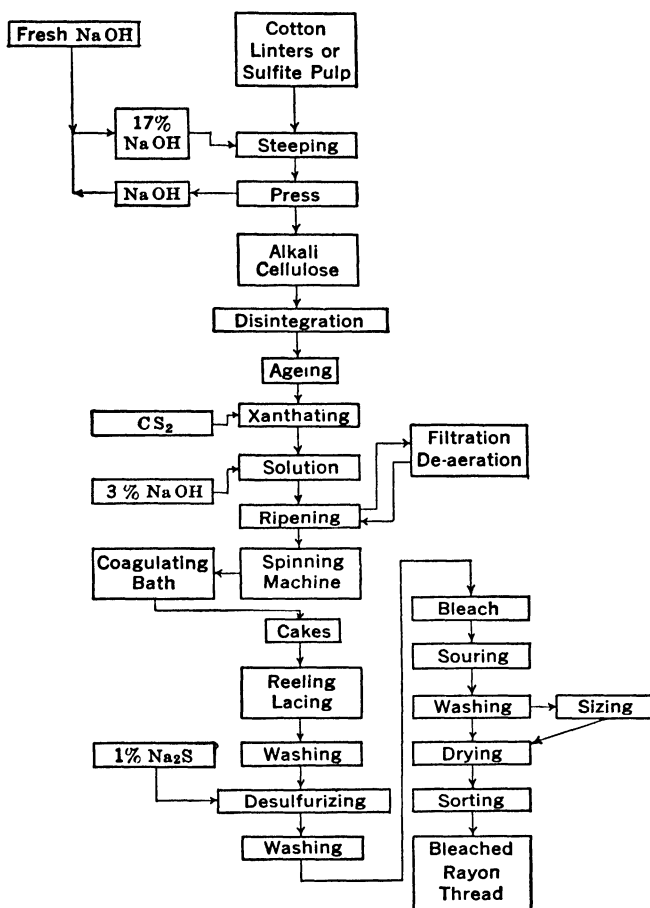 Fresh NaOH
Cotton
Linters or
Sulfite Pulp
17%
NaOH
Steeping
NaOH
Press
Alkali
Cellulose
Disintegration
Ageing
CS₂
Xanthating
Filtration
De-aeration
Solution
3% NaOH
Ripening
Coagulating
Bath
Spinning
Machine
Cakes
Reeling
Lacing
Washing
1% Na₂S
Desulfurizing
Washing
Bleach
Souring
Washing
Sizing
Drying
Sorting
Bleached
Rayon
Thread